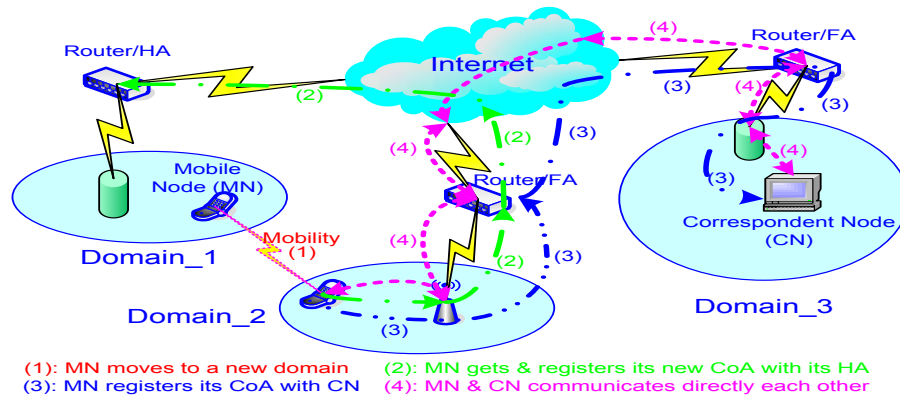 (4)
Router/HA
Router/FA
Internet
(2)
(3)
(4)
(3)
(2)
(3)
(4)
(4)
Mobile
Node (MN)
Router/FA
(3)
Correspondent Node
(CN)
Mobility
(1)
(4)
(2)
(3)
Domain_1
Domain_2
Domain_3
(3)
(1): MN moves to a new domain
(2): MN gets & registers its new CoA with its HA
(3): MN registers its CoA with CN
(4): MN & CN communicates directly each other